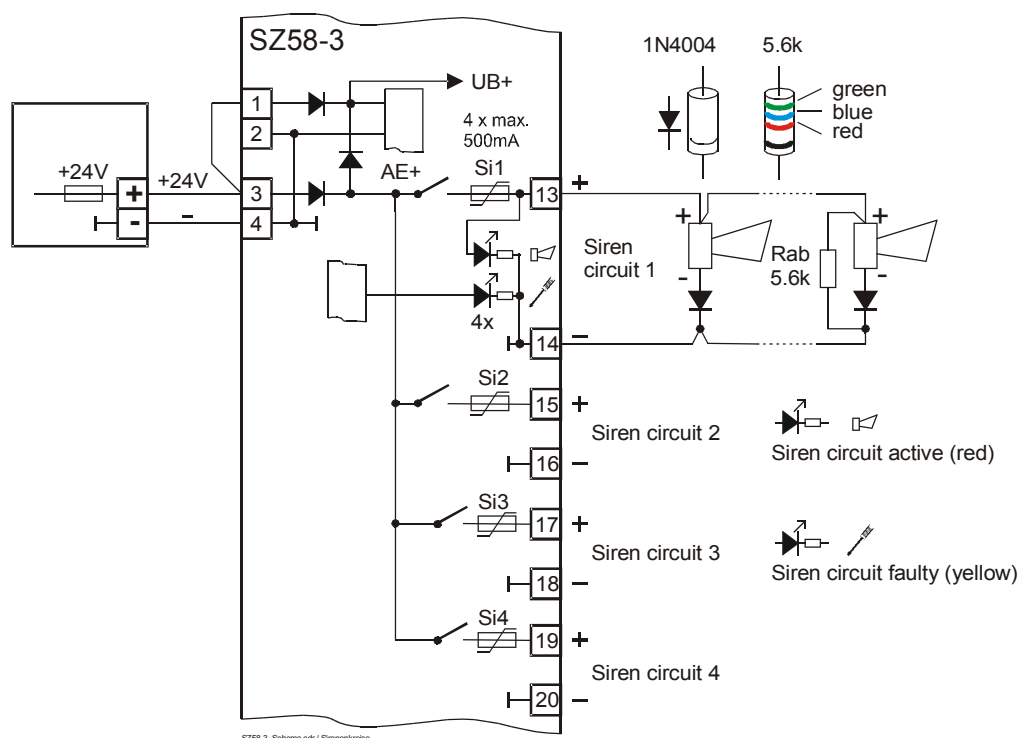 SZ58-3
1N4004
5.6k
green
blue
red
1
UB+
2
4 x max.
500mA
+24V
+
+24V
3
AE+
Si1
13
+
-
–
4
Siren
circuit 1
+
-
Rab
5.6k
+
-
4x
14
–
Si2
15
+
Siren circuit 2
16
–
Siren circuit active (red)
Si3
17
+
Siren circuit 3
18
–
Siren circuit faulty (yellow)
Si4
19
+
Siren circuit 4
20
–